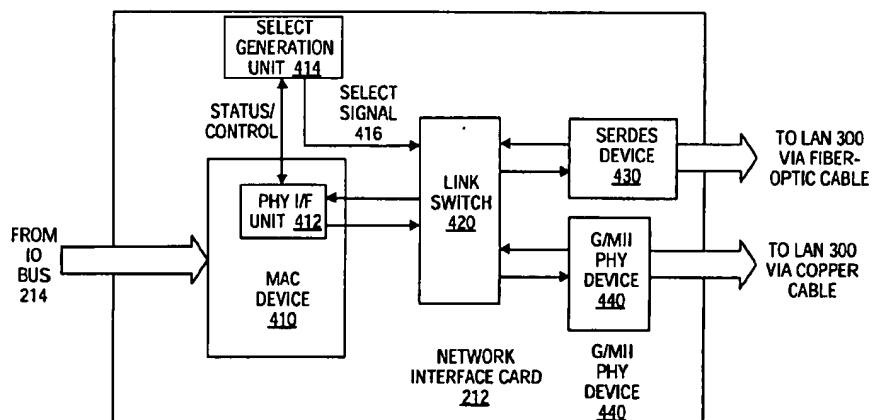 SELECT
GENERATION
UNIT 414
STATUS/
CONTROL
SELECT
SIGNAL
416
PHY I/F
UNIT 412
MAC
DEVICE
410
FROM
IO
BUS
214
LINK
SWITCH
420
SERDES
DEVICE
430
TO LAN 300
VIA FIBER-
OPTIC CABLE
G/MII
PHY
DEVICE
440
TO LAN 300
VIA COPPER
CABLE
NETWORK
INTERFACE CARD
212
G/MII
PHY
DEVICE
440